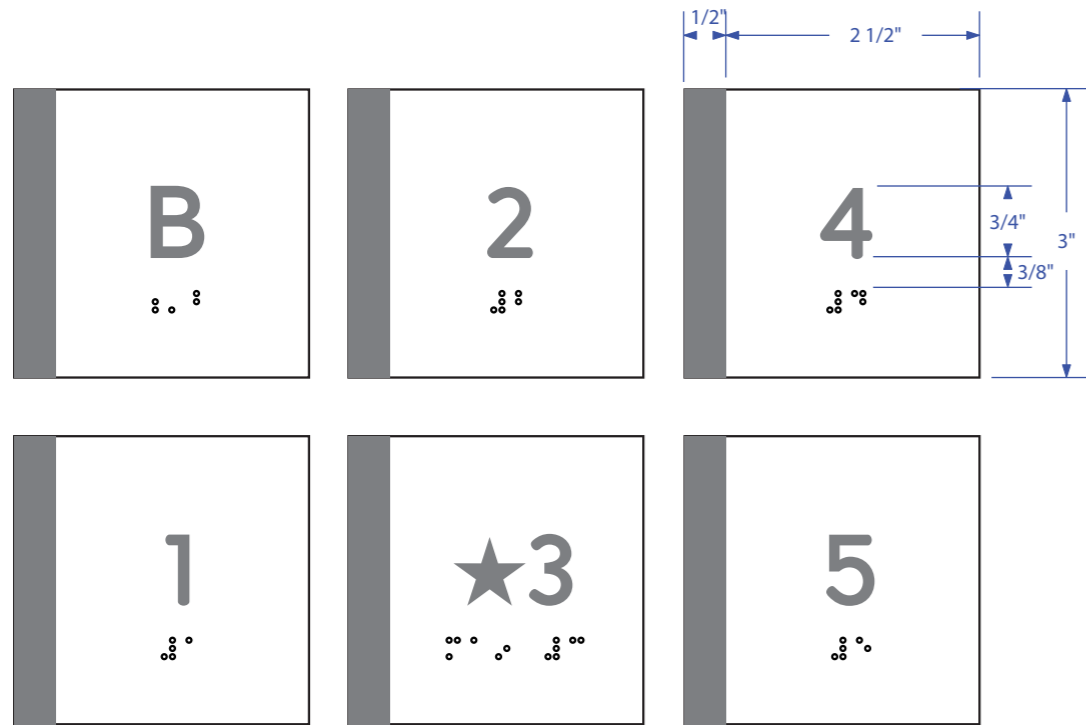 1/2"
2 1/2"
B 2 4
⠰⠠⠃ ⠼⠃ ⠼⠙
3/4"
3"
3/8"
1 ★3 5
⠼⠁ ⠍⠁⠔ ⠼⠉ ⠼⠑